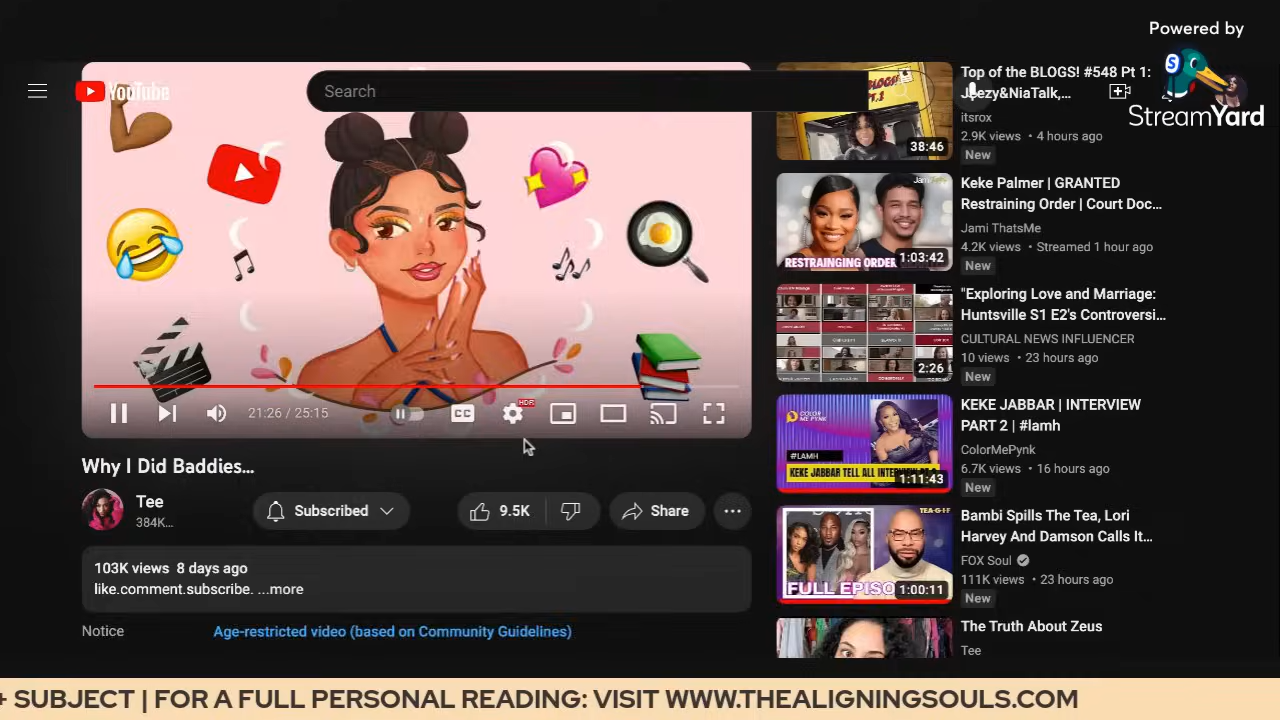 Powered by
StreamYard
YouTube
Search
HDR
CC
21:26 / 25:15
Why I Did Baddies...
Tee
384K...
Subscribed
9.5K
Share
103K views 8 days ago
like.comment.subscribe. ...more
Notice
Age-restricted video (based on Community Guidelines)
38:46
Top of the BLOGS! #548 Pt 1:
Jeezy&NiaTalk,...
itsrox
2.9K views • 4 hours ago
New
RESTRAINGING ORDER
1:03:42
Keke Palmer | GRANTED
Restraining Order | Court Doc...
Jami ThatsMe
4.2K views • Streamed 1 hour ago
New
2:26
"Exploring Love and Marriage:
Huntsville S1 E2's Controversi...
CULTURAL NEWS INFLUENCER
10 views • 23 hours ago
New
COLOR
ME PYNK
#LAMH
KEKE JABBAR TELL ALL
1:11:43
KEKE JABBAR | INTERVIEW
PART 2 | #lamh
ColorMePynk
6.7K views • 16 hours ago
New
TEA-G-I-F
FULL EPISO
1:00:11
Bambi Spills The Tea, Lori
Harvey And Damson Calls It...
FOX Soul
111K views • 23 hours ago
New
The Truth About Zeus
Tee
SUBJECT | FOR A FULL PERSONAL READING: VISIT WWW.THEALIGNINGSOULS.COM